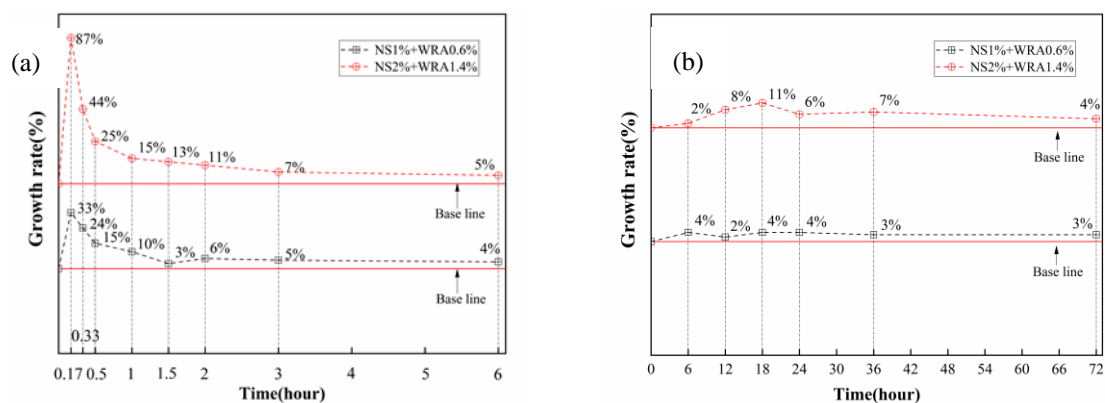 (a)
NS1%+WRA0.6%
NS2%+WRA1.4%
87%
44%
25%
15%
13%
11%
7%
5%
Base line
33%
24%
15%
10%
3%
6%
5%
4%
Base line
0.33
0.17 0.5 1 1.5 2 3 4 5 6
Time(hour)
Growth rate(%)
(b)
NS1%+WRA0.6%
NS2%+WRA1.4%
2%
8%
11%
6%
7%
4%
Base line
4%
2%
4%
4%
3%
3%
Base line
0 6 12 18 24 30 36 42 48 54 60 66 72
Time(hour)
Growth rate(%)